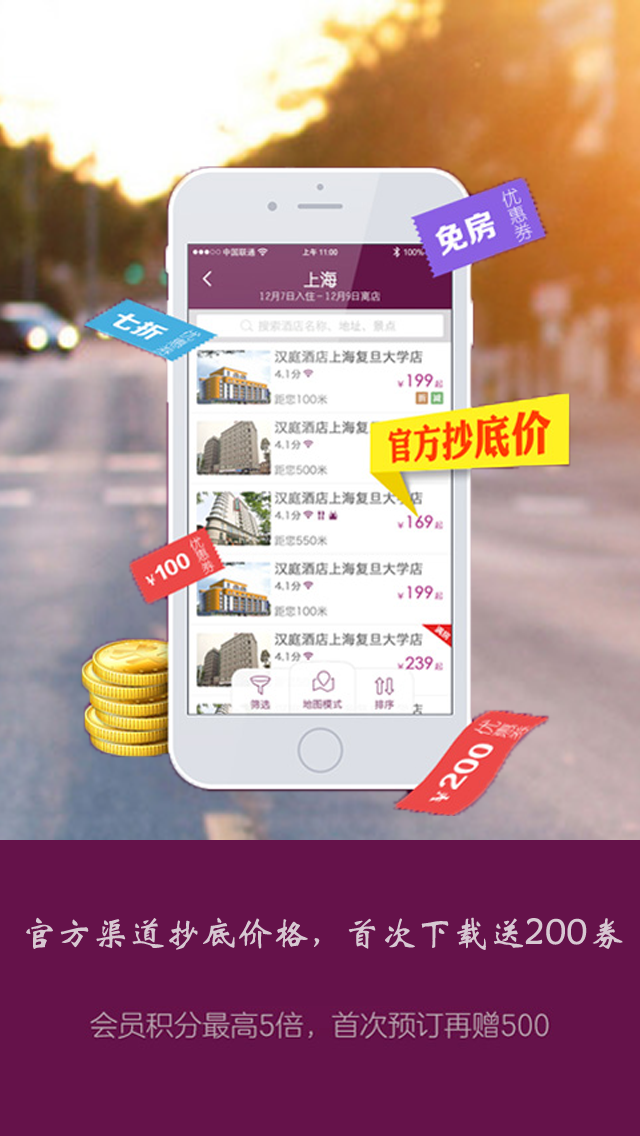 免房
优惠券
中国联通
上午 11:00
100%
上海
12月7日入住-12月9日离店
七折
优惠券
搜索酒店名称、地址、景点
汉庭酒店上海复旦大学店
4.1分
¥199起
距您100米
减
汉庭酒店上海复旦大学店
4.1分
距您500米
官方抄底价
汉庭酒店上海复旦大学店
4.1分
¥169起
距您550米
¥100
优惠券
汉庭酒店上海复旦大学店
4.1分
¥199起
距您100米
汉庭酒店上海复旦大学店
4.1分
满房
¥239起
筛选
地图模式
排序
¥200
优惠券
官方渠道抄底价格，首次下载送200券
会员积分最高5倍，首次预订再赠500